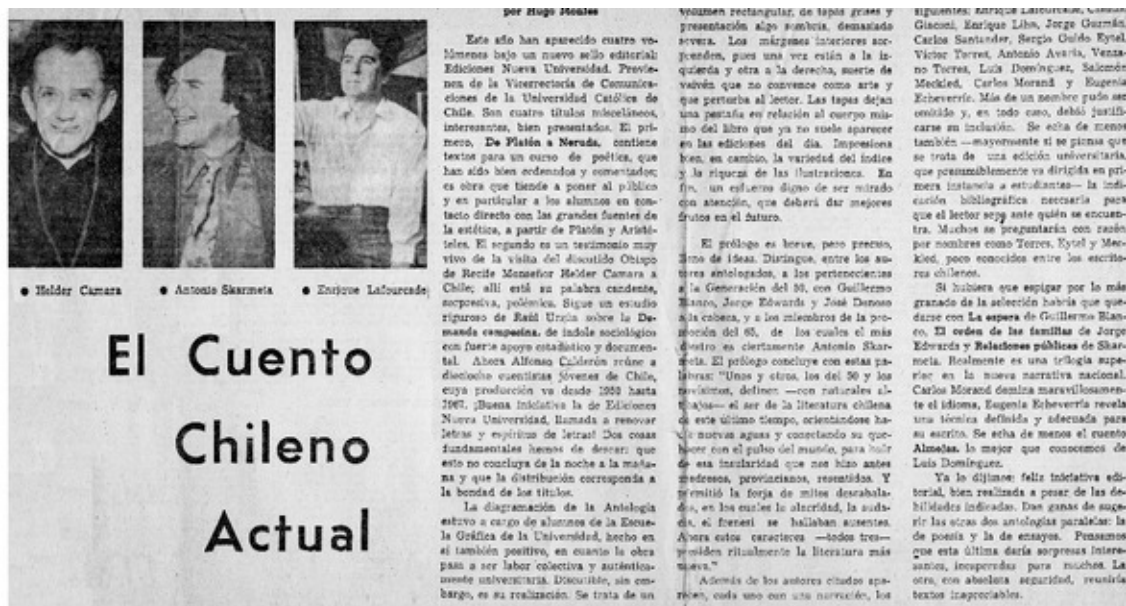 ● Helder Camara
● Antonio Skarmeta
● Enrique Lafourcade
El Cuento
Chileno
Actual
por Hugo Montes
Este año han aparecido cuatro vo-
lúmenes bajo un nuevo sello editorial:
Ediciones Nueva Universidad. Provie-
nen de la Vicerrectoría de Comunica-
ciones de la Universidad Católica de
Chile. Son cuatro títulos misceláneos,
interesantes, bien presentados. El pri-
mero, De Platón a Neruda, contiene
textos para un curso de poética, que
han sido bien ordenados y comentados;
es obra que tiende a poner al público
y en particular a los alumnos en con-
tacto directo con las grandes fuentes de
la estética, a partir de Platón y Aristó-
teles. El segundo es un testimonio muy
vivo de la visita del discutido Obispo
de Recife Monseñor Helder Camara a
Chile; allí está su palabra candente,
sorpresiva, polémica. Sigue un estudio
riguroso de Raúl Urzúa sobre la De-
manda campesina, de índole sociológico
con fuerte apoyo estadístico y documen-
tal. Ahora Alfonso Calderón reúne a
dieciocho cuentistas jóvenes de Chile,
cuya producción va desde 1950 hasta
1967. ¡Buena iniciativa la de Ediciones
Nueva Universidad, llamada a renovar
letras y espíritus de letras! Dos cosas
fundamentales hemos de desear: que
esto no concluya de la noche a la maña-
na y que la distribución corresponda a
la bondad de los títulos.
La diagramación de la Antología
estuvo a cargo de alumnos de la Escue-
la Gráfica de la Universidad, hecho en
sí también positivo, en cuanto la obra
pasa a ser labor colectiva y auténtica-
mente universitaria. Discutible, sin em-
bargo, es su realización. Se trata de un
volumen rectangular, de tapas grises y
presentación algo sombría, demasiado
severa. Los márgenes interiores sor-
prenden, pues una vez están a la iz-
quierda y otra a la derecha, suerte de
vaivén que no convence como arte y
que perturba al lector. Las tapas dejan
una pestaña en relación al cuerpo mis-
mo del libro que ya no suele aparecer
en las ediciones del día. Impresiona
bien, en cambio, la variedad del índice
y la riqueza de las ilustraciones. En
fin, un esfuerzo digno de ser mirado
con atención, que deberá dar mejores
frutos en el futuro.
El prólogo es breve, pero preciso,
lleno de ideas. Distingue, entre los au-
tores antologados, a los pertenecientes
a la Generación del 50, con Guillermo
Blanco, Jorge Edwards y José Donoso
a la cabeza, y a los miembros de la pro-
moción del 65, de los cuales el más
diestro es ciertamente Antonio Skar-
meta. El prólogo concluye con estas pa-
labras: "Unos y otros, los del 50 y los
novísimos, definen —con naturales al-
tibajos— el ser de la literatura chilena
de este último tiempo, orientándose ha-
cia nuevas aguas y conectando su que-
hacer con el pulso del mundo, para huir
de esa insularidad que nos hizo antes
medrosos, provincianos, resentidos. Y
permitió la forja de mitos descabala-
dos, en los cuales la alacridad, la auda-
cia, el frenesí se hallaban ausentes.
Ahora estos caracteres —todos tres—
presiden ritualmente la literatura más
nueva."
Además de los autores citados apa-
recen, cada uno con una narración, los
siguientes: Enrique Lafourcade, Claudio
Giaconi, Enrique Lihn, Jorge Guzmán,
Carlos Santander, Sergio Guido Eytel,
Víctor Torres, Antonio Avaria, Venza-
no Torres, Luis Domínguez, Salomón
Meckled, Carlos Morand y Eugenia
Echeverría. Más de un nombre pudo ser
omitido y, en todo caso, debió justifi-
carse su inclusión. Se echa de menos
también —mayormente si se piensa que
se trata de una edición universitaria,
que presumiblemente va dirigida en pri-
mera instancia a estudiantes— la indi-
cación bibliográfica necesaria para
que el lector sepa ante quién se encuen-
tra. Muchos se preguntarán con razón
por nombres como Torres, Eytel y Mec-
kled, poco conocidos entre los escrito-
res chilenos.
Si hubiera que espigar por lo más
granado de la selección habría que que-
darse con La espera de Guillermo Blan-
co, El orden de las familias de Jorge
Edwards y Relaciones públicas de Skar-
meta. Realmente es una trilogía supe-
rior en la nueva narrativa nacional.
Carlos Morand domina maravillosamen-
te el idioma, Eugenia Echeverría revela
una técnica definida y adecuada para
su escrito. Se echa de menos el cuento
Almejas, lo mejor que conocemos de
Luis Domínguez.
Ya lo dijimos: feliz iniciativa edi-
torial, bien realizada a pesar de las de-
bilidades indicadas. Dan ganas de suge-
rir las otras dos antologías paralelas: la
de poesía y la de ensayos. Pensamos
que esta última daría sorpresas intere-
santes, insospechadas para muchos. La
otra, con absoluta seguridad, reuniría
textos inapreciables.